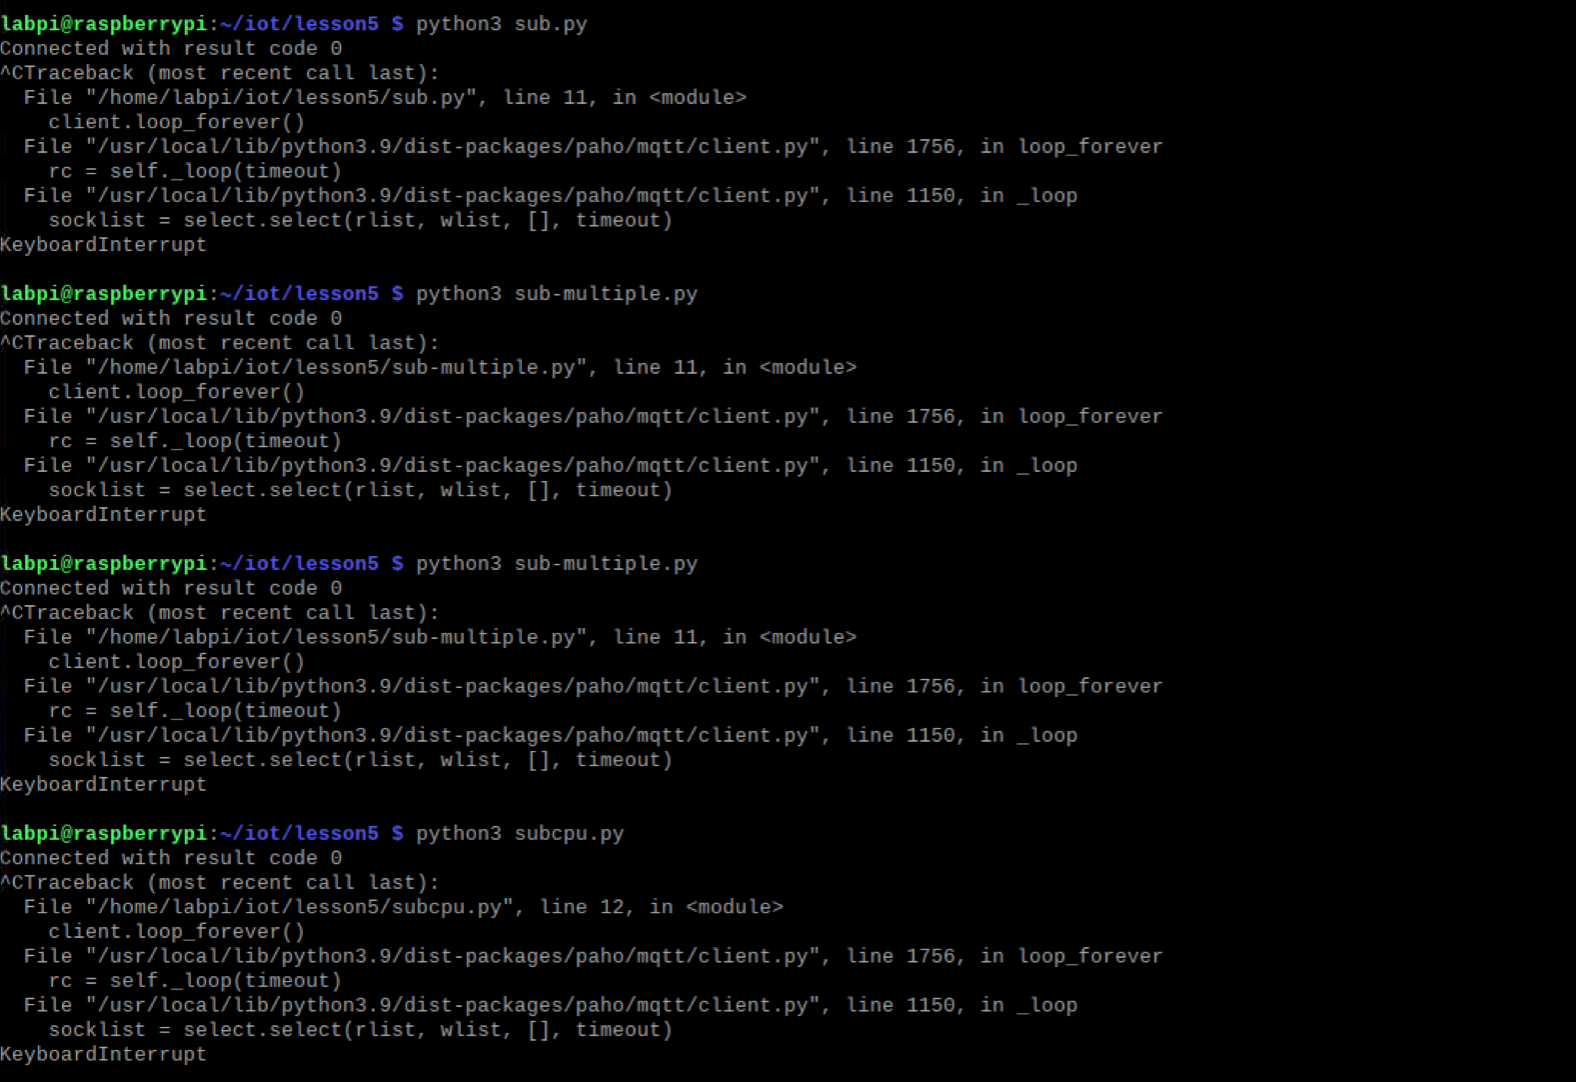 labpi@raspberrypi:~/iot/lesson5 $ python3 sub.py
Connected with result code 0
^CTraceback (most recent call last):
  File "/home/labpi/iot/lesson5/sub.py", line 11, in <module>
    client.loop_forever()
  File "/usr/local/lib/python3.9/dist-packages/paho/mqtt/client.py", line 1756, in loop_forever
    rc = self._loop(timeout)
  File "/usr/local/lib/python3.9/dist-packages/paho/mqtt/client.py", line 1150, in _loop
    socklist = select.select(rlist, wlist, [], timeout)
KeyboardInterrupt

labpi@raspberrypi:~/iot/lesson5 $ python3 sub-multiple.py
Connected with result code 0
^CTraceback (most recent call last):
  File "/home/labpi/iot/lesson5/sub-multiple.py", line 11, in <module>
    client.loop_forever()
  File "/usr/local/lib/python3.9/dist-packages/paho/mqtt/client.py", line 1756, in loop_forever
    rc = self._loop(timeout)
  File "/usr/local/lib/python3.9/dist-packages/paho/mqtt/client.py", line 1150, in _loop
    socklist = select.select(rlist, wlist, [], timeout)
KeyboardInterrupt

labpi@raspberrypi:~/iot/lesson5 $ python3 sub-multiple.py
Connected with result code 0
^CTraceback (most recent call last):
  File "/home/labpi/iot/lesson5/sub-multiple.py", line 11, in <module>
    client.loop_forever()
  File "/usr/local/lib/python3.9/dist-packages/paho/mqtt/client.py", line 1756, in loop_forever
    rc = self._loop(timeout)
  File "/usr/local/lib/python3.9/dist-packages/paho/mqtt/client.py", line 1150, in _loop
    socklist = select.select(rlist, wlist, [], timeout)
KeyboardInterrupt

labpi@raspberrypi:~/iot/lesson5 $ python3 subcpu.py
Connected with result code 0
^CTraceback (most recent call last):
  File "/home/labpi/iot/lesson5/subcpu.py", line 12, in <module>
    client.loop_forever()
  File "/usr/local/lib/python3.9/dist-packages/paho/mqtt/client.py", line 1756, in loop_forever
    rc = self._loop(timeout)
  File "/usr/local/lib/python3.9/dist-packages/paho/mqtt/client.py", line 1150, in _loop
    socklist = select.select(rlist, wlist, [], timeout)
KeyboardInterrupt